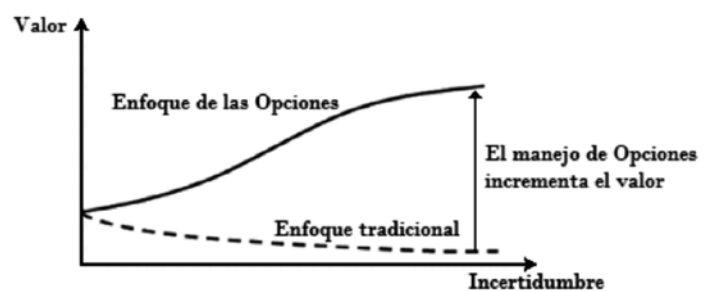 Valor
Enfoque de las Opciones
El manejo de Opciones
incrementa el valor
Enfoque tradicional
Incertidumbre